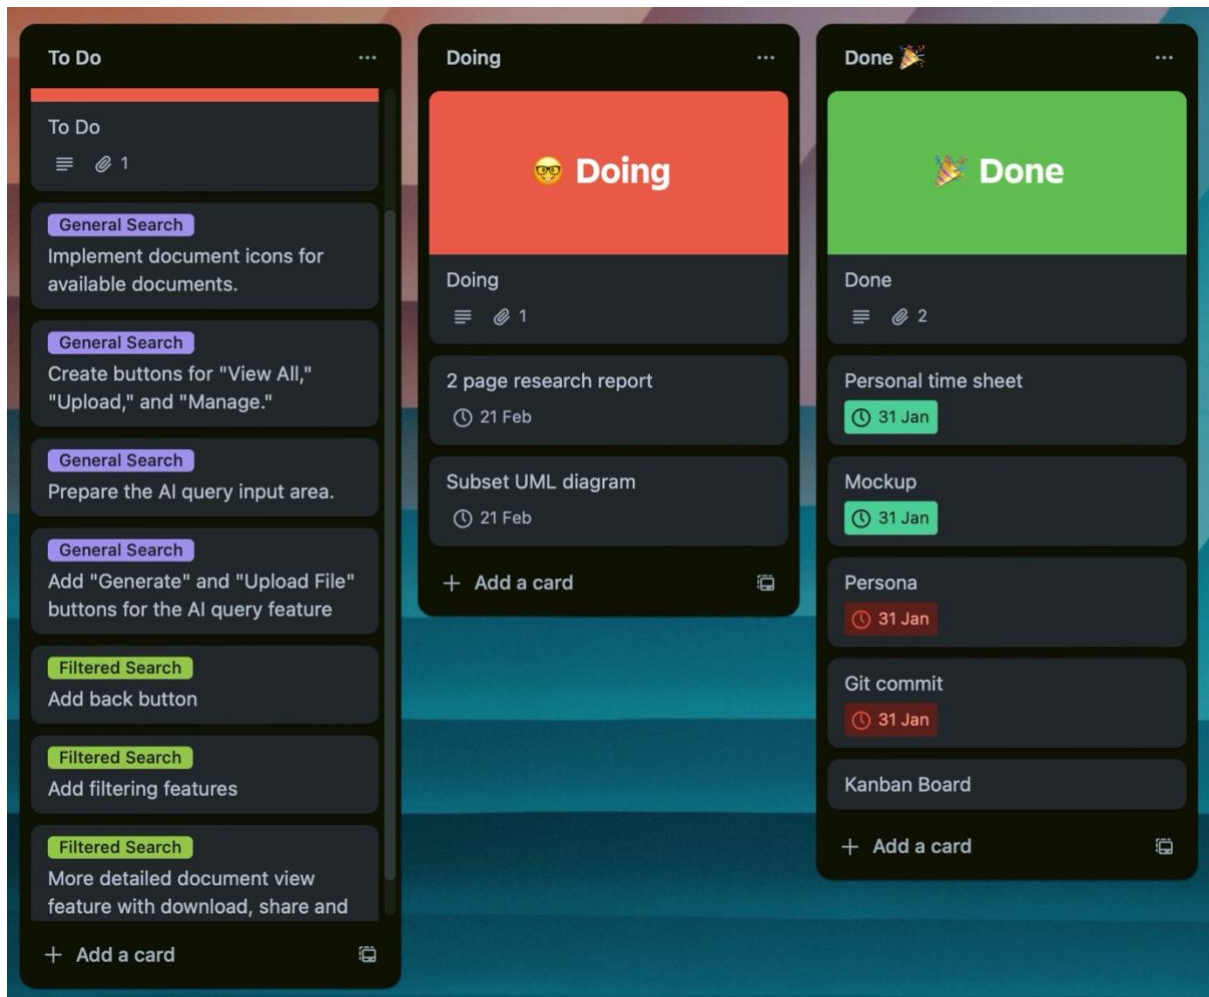 To Do
To Do
1
General Search
Implement document icons for
available documents.
General Search
Create buttons for "View All,"
"Upload," and "Manage."
General Search
Prepare the AI query input area.
General Search
Add "Generate" and "Upload File"
buttons for the AI query feature
Filtered Search
Add back button
Filtered Search
Add filtering features
Filtered Search
More detailed document view
feature with download, share and
+ Add a card
Doing
🤓 Doing
Doing
1
2 page research report
21 Feb
Subset UML diagram
21 Feb
+ Add a card
Done 🎉
🎉 Done
Done
2
Personal time sheet
31 Jan
Mockup
31 Jan
Persona
31 Jan
Git commit
31 Jan
Kanban Board
+ Add a card